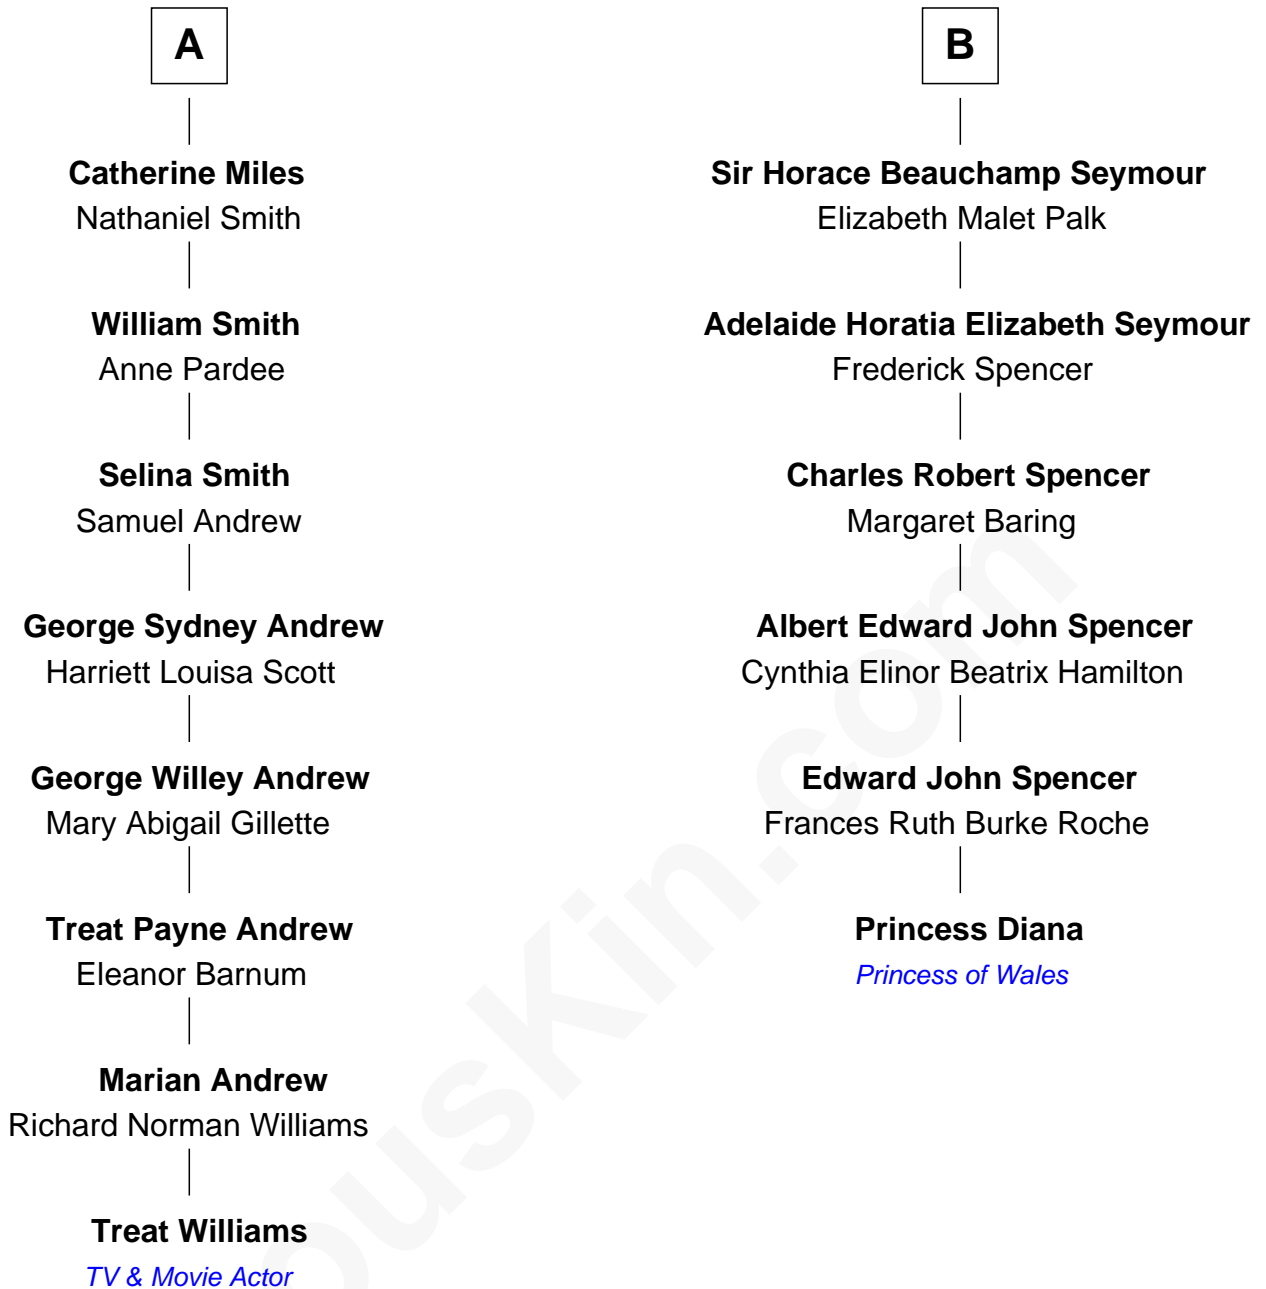 A
Catherine Miles
Nathaniel Smith
William Smith
Anne Pardee
Selina Smith
Samuel Andrew
George Sydney Andrew
Harriett Louisa Scott
George Willey Andrew
Mary Abigail Gillette
Treat Payne Andrew
Eleanor Barnum
Marian Andrew
Richard Norman Williams
Treat Williams
TV & Movie Actor
B
Sir Horace Beauchamp Seymour
Elizabeth Malet Palk
Adelaide Horatia Elizabeth Seymour
Frederick Spencer
Charles Robert Spencer
Margaret Baring
Albert Edward John Spencer
Cynthia Elinor Beatrix Hamilton
Edward John Spencer
Frances Ruth Burke Roche
Princess Diana
Princess of Wales
ousKin.com